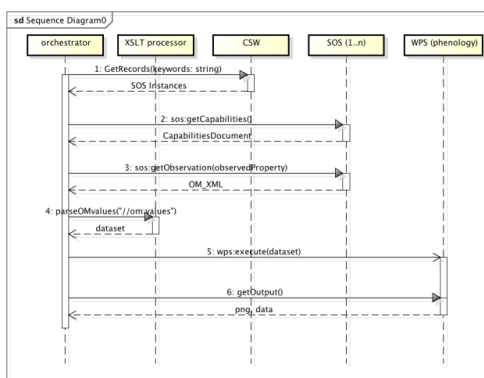 sd Sequence Diagram0
orchestrator
XSLT processor
CSW
SOS (1..n)
WPS (phenology)
1: GetRecords(keywords: string)
SOS Instances
2: sos:getCapabilities()
CapabilitiesDocument
3: sos:getObservation(observedProperty)
OM_XML
4: parseOMvalues("//om:values")
dataset
5: wps:execute(dataset)
6: getOutput()
png, data